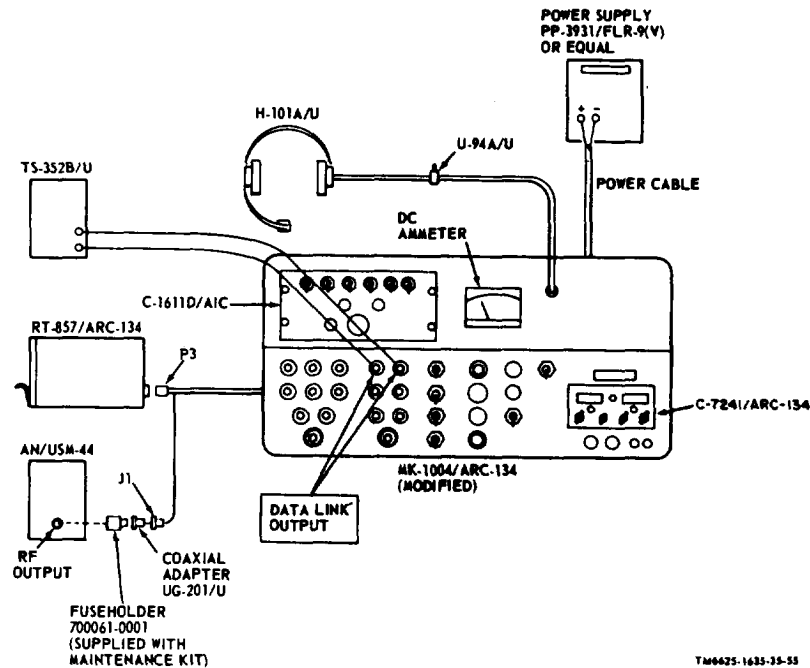 POWER SUPPLY
PP-3931/FLR-9(V)
OR EQUAL
+ −
H-101A/U
U-94A/U
TS-352B/U
POWER CABLE
DC
AMMETER
C-1611D/AIC
RT-857/ARC-134
P3
C-7241/ARC-134
AN/USM-44
MK-1004/ARC-134
(MODIFIED)
J1
DATA LINK
OUTPUT
RF
OUTPUT
COAXIAL
ADAPTER
UG-201/U
FUSEHOLDER
700061-0001
(SUPPLIED WITH
MAINTENANCE KIT)
TM6625-1635-35-55